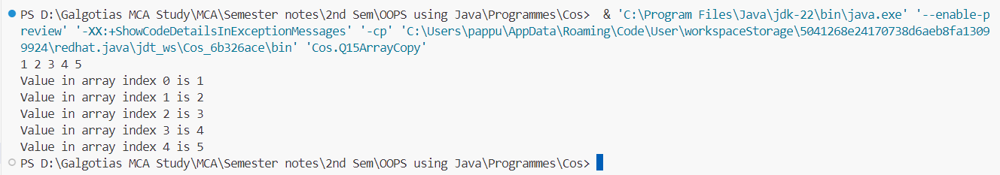 PS D:\Galgotias MCA Study\MCA\Semester notes\2nd Sem\OOPS using Java\Programmes\Cos>  & 'C:\Program Files\Java\jdk-22\bin\java.exe' '--enable-p
review' '-XX:+ShowCodeDetailsInExceptionMessages' '-cp' 'C:\Users\pappu\AppData\Roaming\Code\User\workspaceStorage\5041268e24170738d6aeb8fa1309
9924\redhat.java\jdt_ws\Cos_6b326ace\bin' 'Cos.Q15ArrayCopy'
1 2 3 4 5
Value in array index 0 is 1
Value in array index 1 is 2
Value in array index 2 is 3
Value in array index 3 is 4
Value in array index 4 is 5
PS D:\Galgotias MCA Study\MCA\Semester notes\2nd Sem\OOPS using Java\Programmes\Cos>